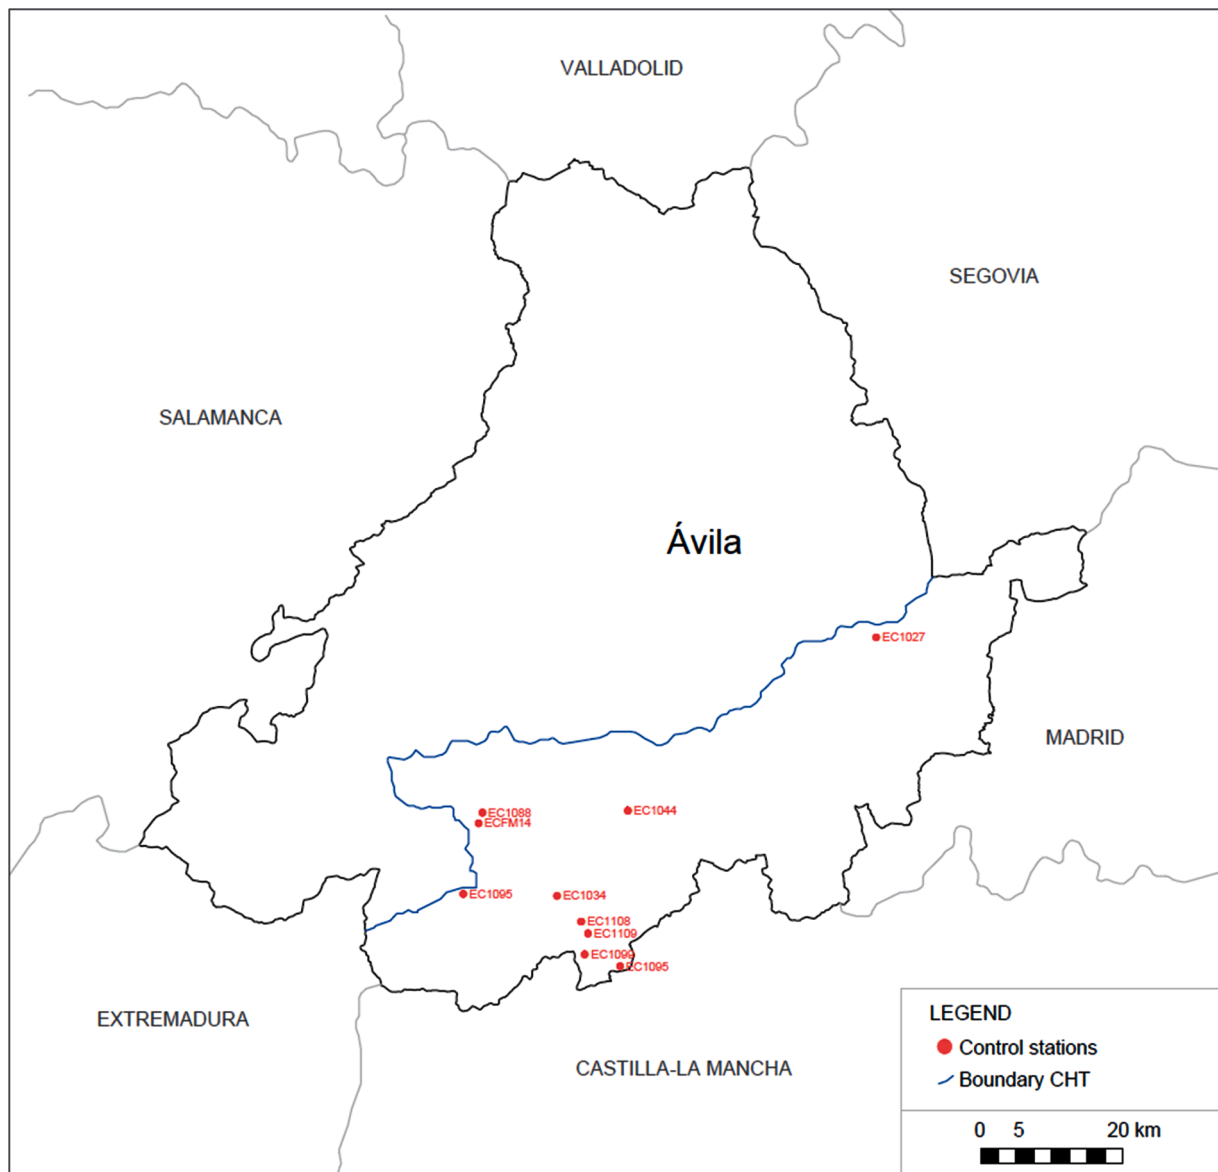 VALLADOLID
SEGOVIA
SALAMANCA
Ávila
EC1027
MADRID
EC1088
EC1044
ECFM14
EC1095
EC1034
EC1108
EC1109
EC1099
EC1095
EXTREMADURA
CASTILLA-LA MANCHA
LEGEND
Control stations
Boundary CHT
0 5 20 km